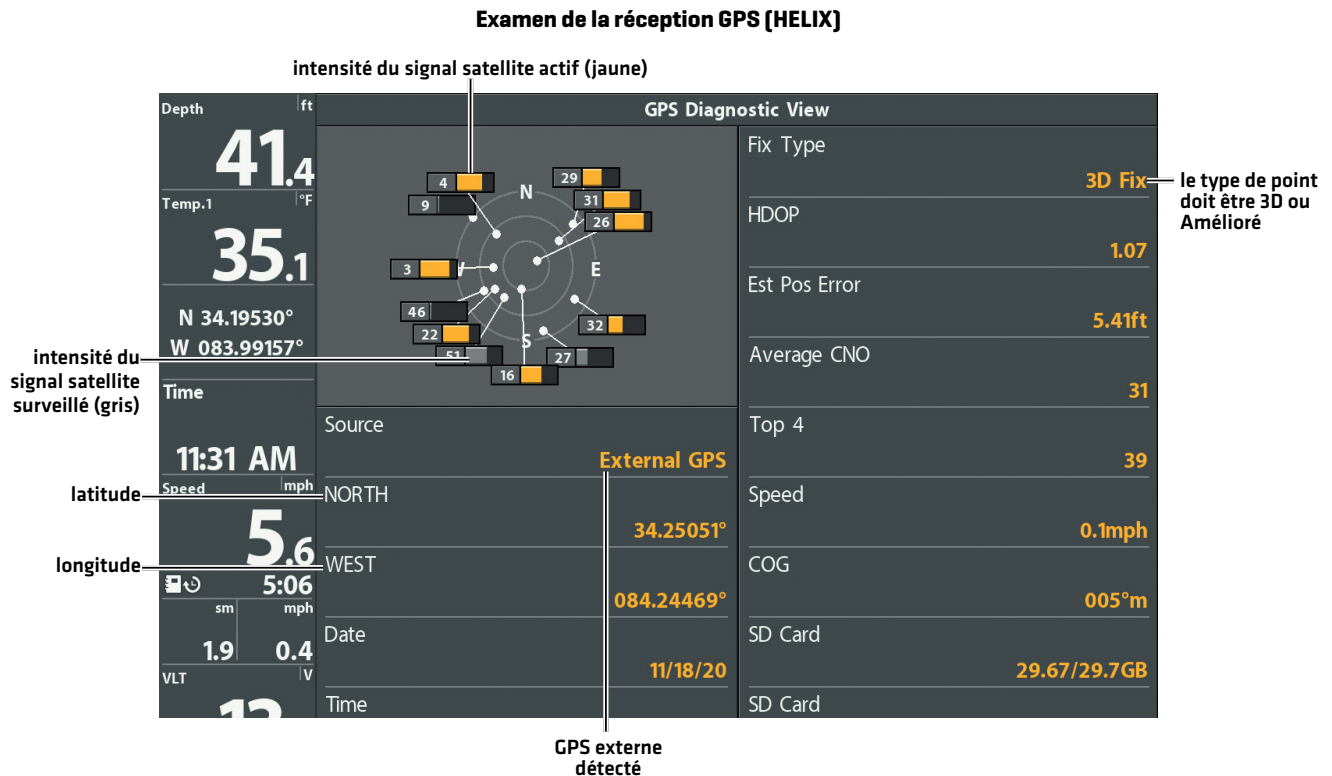 Examen de la réception GPS (HELIX)
intensité du signal satellite actif (jaune)
Depth ft
41.4
Temp.1 °F
35.1
N 34.19530°
W 083.99157°
Time
11:31 AM
Speed mph
5.6
5:06
sm mph
1.9 0.4
VLT V
GPS Diagnostic View
4
9
3
46
22
51
16
27
32
29
31
26
N
E
S
Source
External GPS
NORTH
34.25051°
WEST
084.24469°
Date
11/18/20
Time
Fix Type
3D Fix
HDOP
1.07
Est Pos Error
5.41ft
Average CNO
31
Top 4
39
Speed
0.1mph
COG
005°m
SD Card
29.67/29.7GB
SD Card
le type de point
doit être 3D ou
Amélioré
intensité du
signal satellite
surveillé (gris)
latitude
longitude
GPS externe
détecté